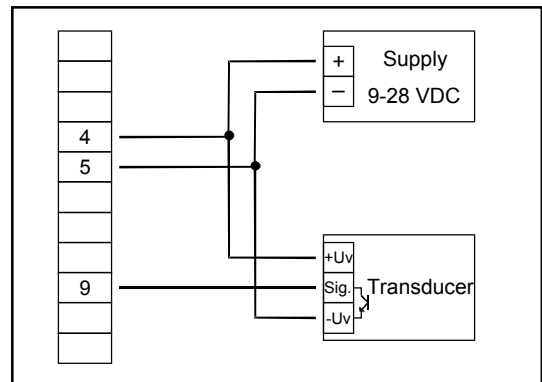 + Supply
– 9-28 VDC
4
5
+Uv
9
Sig. Transducer
-Uv